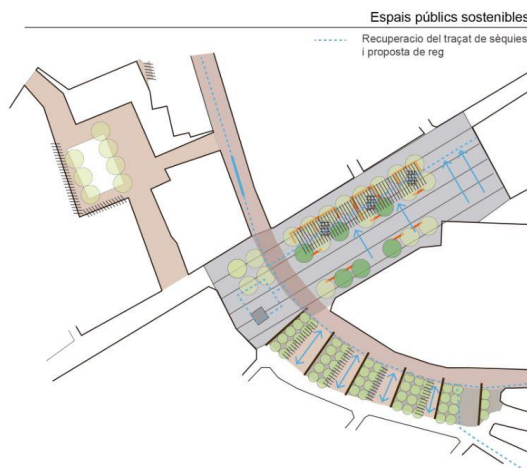 Espais públics sostenibles
Recuperacio del traçat de sèquies
i proposta de reg